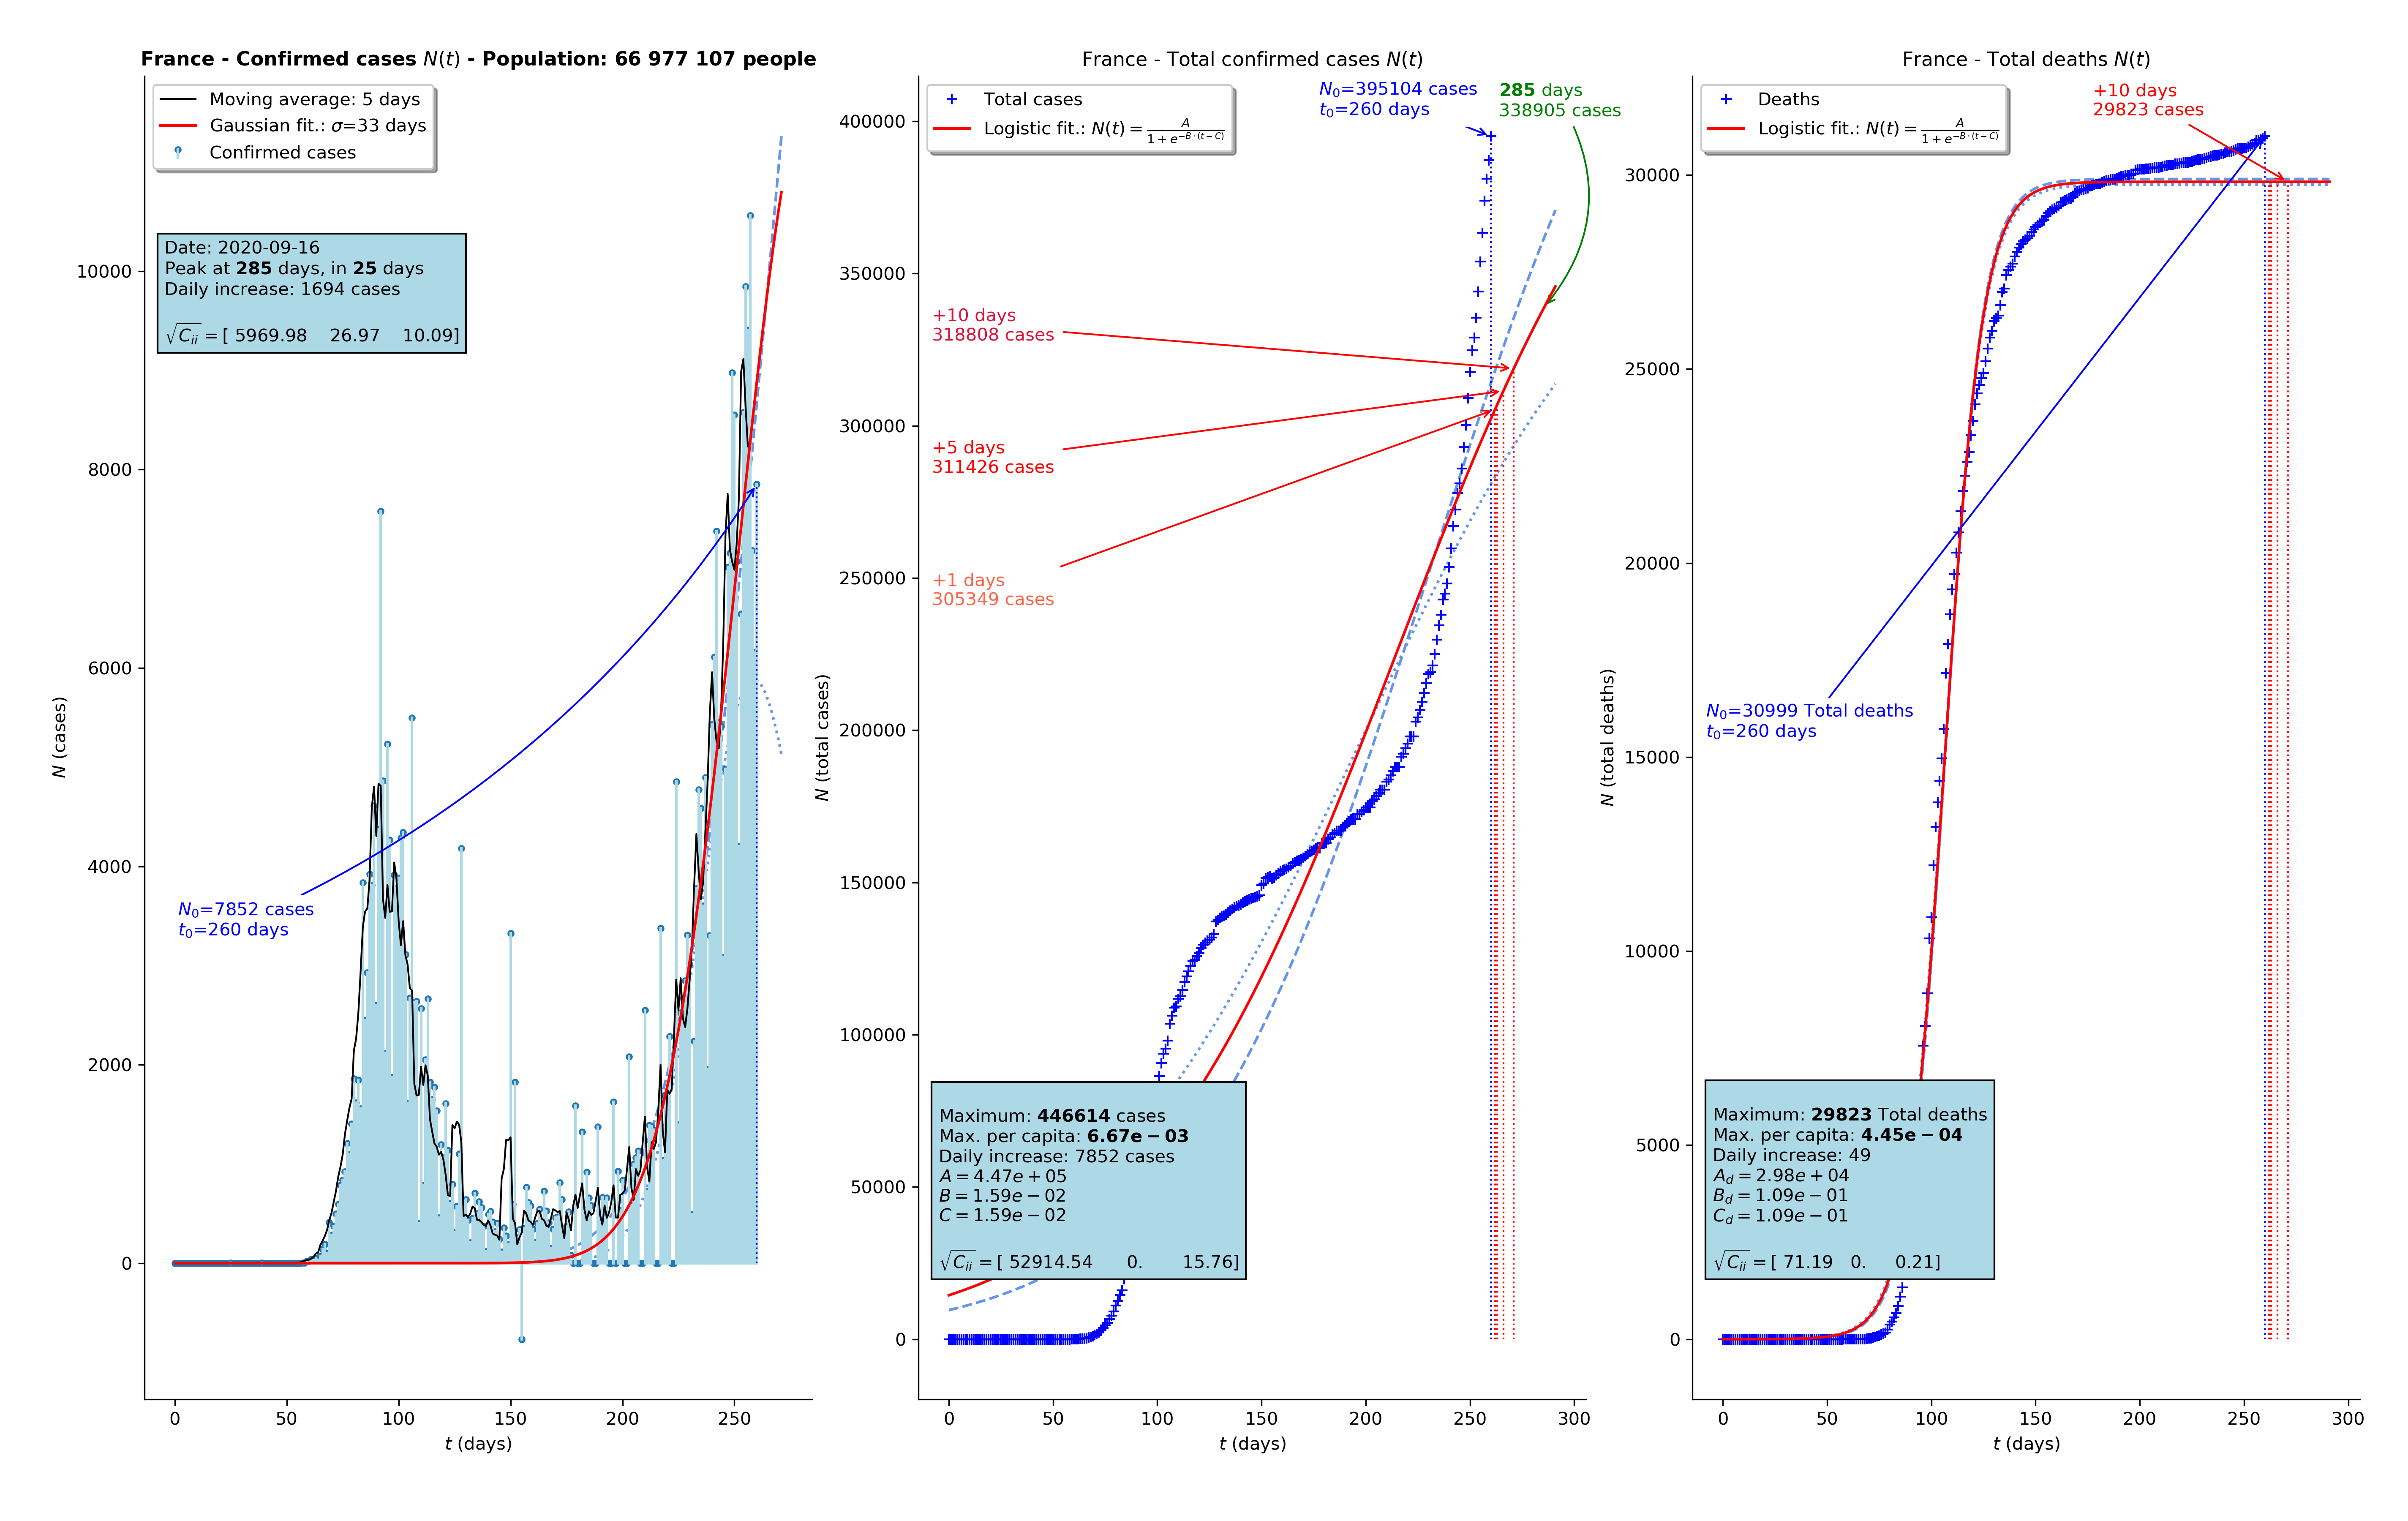 France - Confirmed cases N(t) - Population: 66 977 107 people
Moving average: 5 days
Gaussian fit.: σ=33 days
Confirmed cases
Date: 2020-09-16
Peak at 285 days, in 25 days
Daily increase: 1694 cases
√C_ii = [ 5969.98 26.97 10.09]
N₀=7852 cases
t₀=260 days
10000
8000
6000
4000
2000
0
N (cases)
0 50 100 150 200 250
t (days)
France - Total confirmed cases N(t)
Total cases
Logistic fit.: N(t) = A / (1 + e^(−B·(t−C)))
N₀=395104 cases
t₀=260 days
285 days
338905 cases
+10 days
318808 cases
+5 days
311426 cases
+1 days
305349 cases
Maximum: 446614 cases
Max. per capita: 6.67e − 03
Daily increase: 7852 cases
A = 4.47e + 05
B = 1.59e − 02
C = 1.59e − 02
√C_ii = [ 52914.54 0. 15.76]
400000
350000
300000
250000
200000
150000
100000
50000
0
N (total cases)
0 50 100 150 200 250 300
t (days)
France - Total deaths N(t)
Deaths
Logistic fit.: N(t) = A / (1 + e^(−B·(t−C)))
+10 days
29823 cases
N₀=30999 Total deaths
t₀=260 days
Maximum: 29823 Total deaths
Max. per capita: 4.45e − 04
Daily increase: 49
A_d = 2.98e + 04
B_d = 1.09e − 01
C_d = 1.09e − 01
√C_ii = [ 71.19 0. 0.21]
30000
25000
20000
15000
10000
5000
0
N (total deaths)
0 50 100 150 200 250 300
t (days)